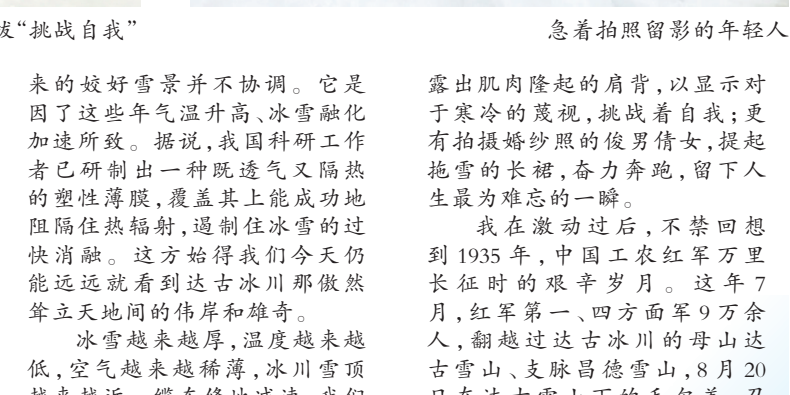 “挑战自我”
急着拍照留影的年轻人
来的姣好雪景并不协调。它是
因了这些年气温升高、冰雪融化
加速所致。据说,我国科研工作
者已研制出一种既透气又隔热
的塑性薄膜,覆盖其上能成功地
阻隔住热辐射,遏制住冰雪的过
快消融。这方始得我们今天仍
能远远就看到达古冰川那傲然
耸立天地间的伟岸和雄奇。
冰雪越来越厚,温度越来越
低,空气越来越稀薄,冰川雪顶
露出肌肉隆起的肩背,以显示对
于寒冷的蔑视,挑战着自我;更
有拍摄婚纱照的俊男倩女,提起
拖雪的长裙,奋力奔跑,留下人
生最为难忘的一瞬。
我在激动过后,不禁回想
到1935年,中国工农红军万里
长征时的艰辛岁月。这年7
月,红军第一、四方面军9万余
人,翻越过达古冰川的母山达
古雪山、支脉昌德雪山,8月20